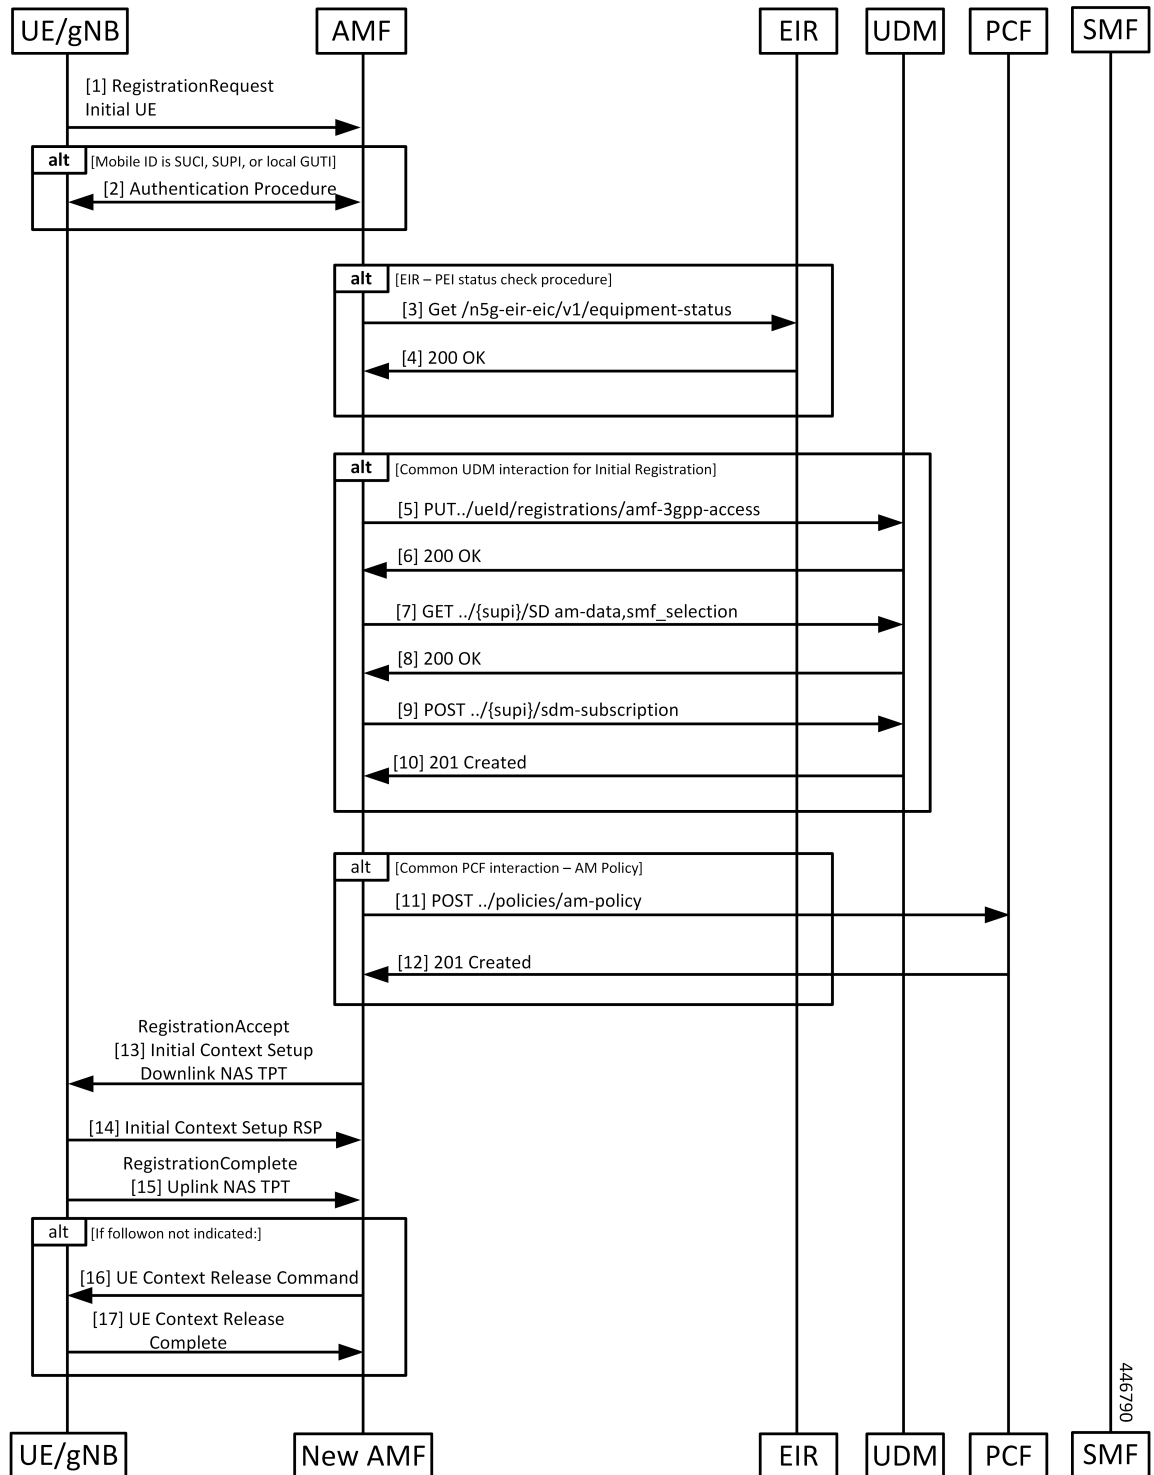 UE/gNB
AMF
EIR
UDM
PCF
SMF
[1] RegistrationRequest
Initial UE
alt
[Mobile ID is SUCI, SUPI, or local GUTI]
[2] Authentication Procedure
alt
[EIR – PEI status check procedure]
[3] Get /n5g-eir-eic/v1/equipment-status
[4] 200 OK
alt
[Common UDM interaction for Initial Registration]
[5] PUT../ueId/registrations/amf-3gpp-access
[6] 200 OK
[7] GET ../{supi}/SD am-data,smf_selection
[8] 200 OK
[9] POST ../{supi}/sdm-subscription
[10] 201 Created
alt
[Common PCF interaction – AM Policy]
[11] POST ../policies/am-policy
[12] 201 Created
RegistrationAccept
[13] Initial Context Setup
Downlink NAS TPT
[14] Initial Context Setup RSP
RegistrationComplete
[15] Uplink NAS TPT
alt
[If followon not indicated:]
[16] UE Context Release Command
[17] UE Context Release
Complete
446790
UE/gNB
New AMF
EIR
UDM
PCF
SMF